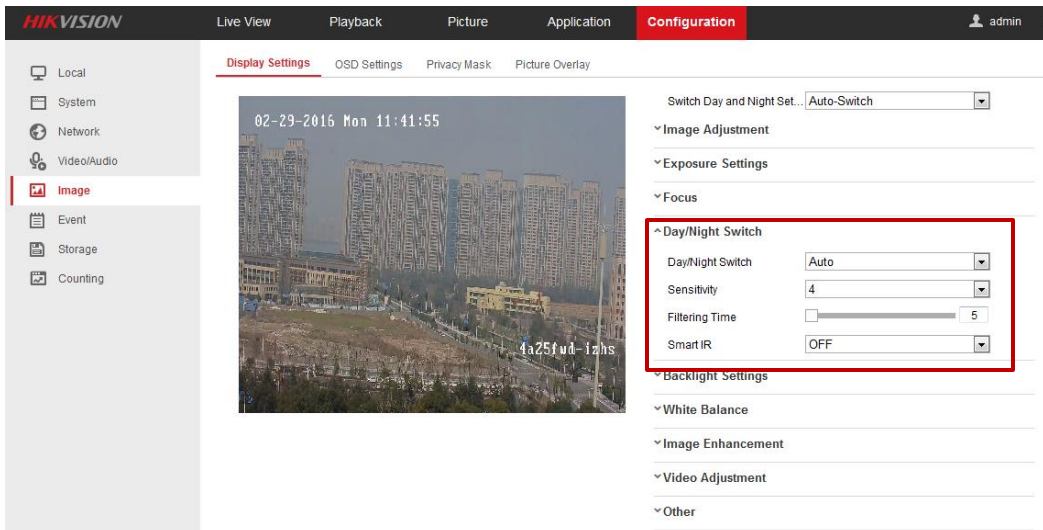 HIKVISION Live View Playback Picture Application Configuration admin
Display Settings OSD Settings Privacy Mask Picture Overlay
Local
System
Network
Video/Audio
Image
Event
Storage
Counting
02-29-2016 Mon 11:41:55
4a25fwd-izhs
Switch Day and Night Set... Auto-Switch
Image Adjustment
Exposure Settings
Focus
Day/Night Switch
Day/Night Switch Auto
Sensitivity 4
Filtering Time 5
Smart IR OFF
Backlight Settings
White Balance
Image Enhancement
Video Adjustment
Other